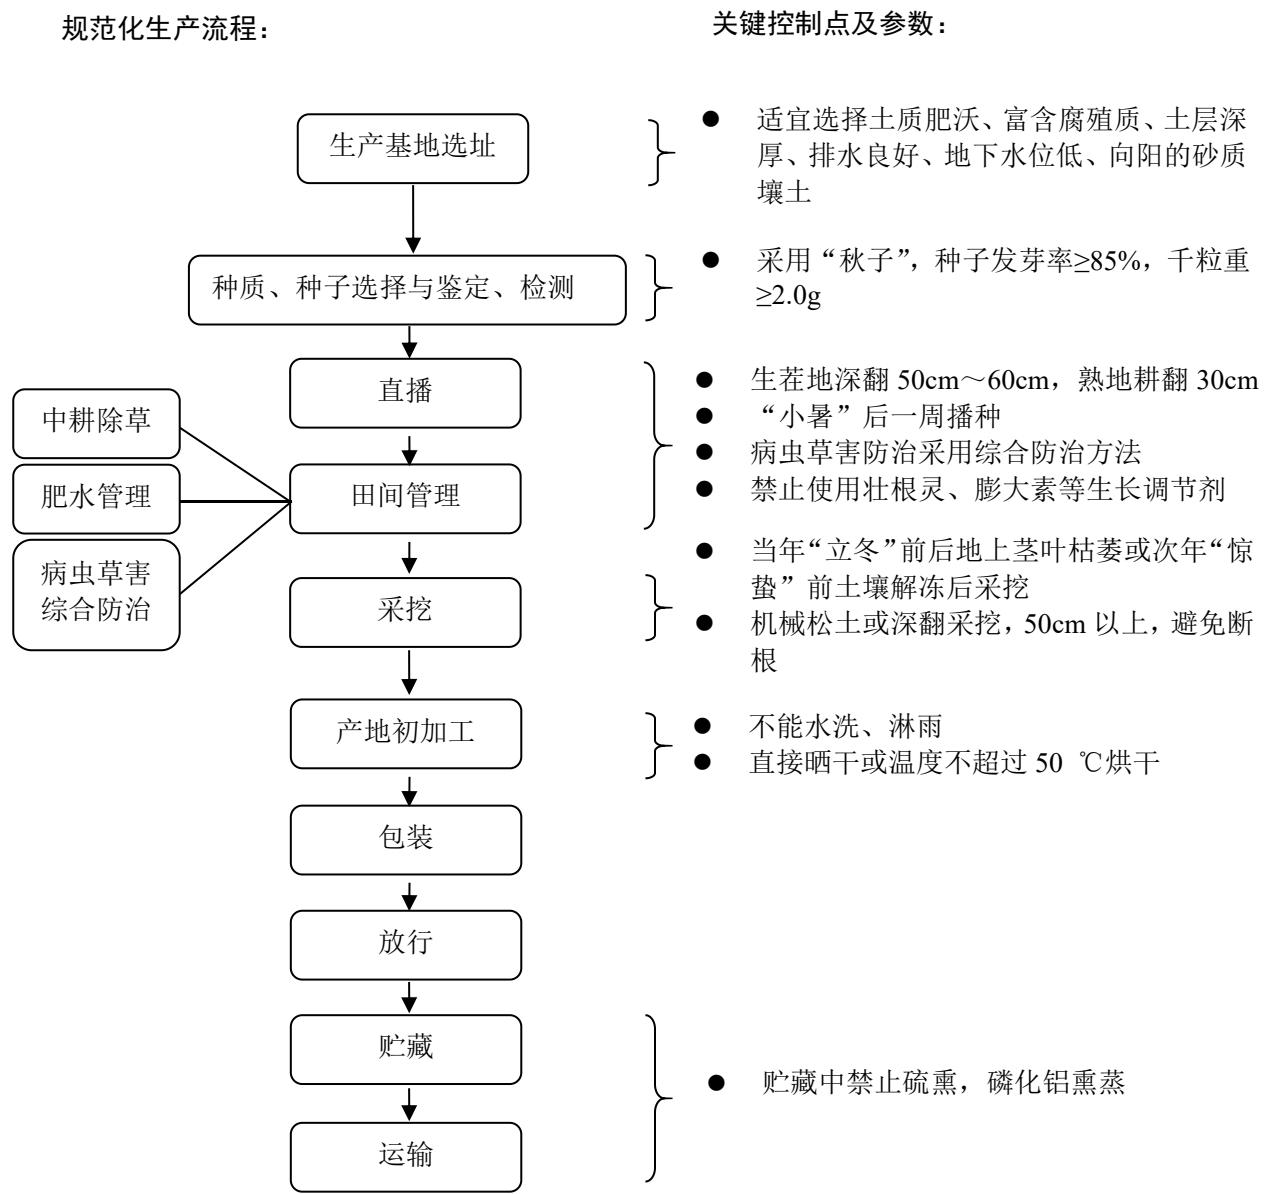 规范化生产流程:
关键控制点及参数:
生产基地选址
● 适宜选择土质肥沃、富含腐殖质、土层深
厚、排水良好、地下水位低、向阳的砂质
壤土
种质、种子选择与鉴定、检测
● 采用“秋子”,种子发芽率≥85%,千粒重
≥2.0g
直播
中耕除草
肥水管理
田间管理
病虫草害
综合防治
● 生茬地深翻 50cm~60cm,熟地耕翻 30cm
● “小暑”后一周播种
● 病虫草害防治采用综合防治方法
● 禁止使用壮根灵、膨大素等生长调节剂
采挖
● 当年“立冬”前后地上茎叶枯萎或次年“惊
蛰”前土壤解冻后采挖
● 机械松土或深翻采挖,50cm 以上,避免断
根
产地初加工
● 不能水洗、淋雨
● 直接晒干或温度不超过 50 ℃烘干
包装
放行
贮藏
运输
● 贮藏中禁止硫熏,磷化铝熏蒸